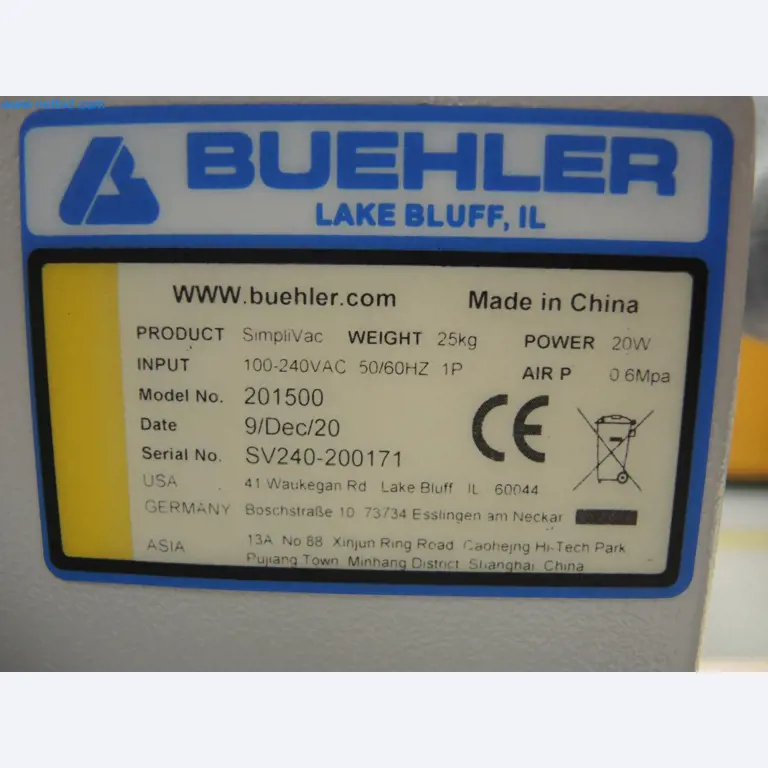 BUEHLER
LAKE BLUFF, IL
WWW.buehler.com Made in China
PRODUCT SimpliVac WEIGHT 25kg POWER 20W
INPUT 100-240VAC 50/60HZ 1P AIR P 0.6Mpa
Model No. 201500
Date 9/Dec/20
CE
Serial No. SV240-200171
USA 41 Waukegan Rd Lake Bluff IL 60044
GERMANY Boschstraße 10 73734 Esslingen am Neckar
ASIA 13A No 88 Xinjun Ring Road Caohejng Hi-Tech Park
Pujiang Town Minhang District Shanghai China